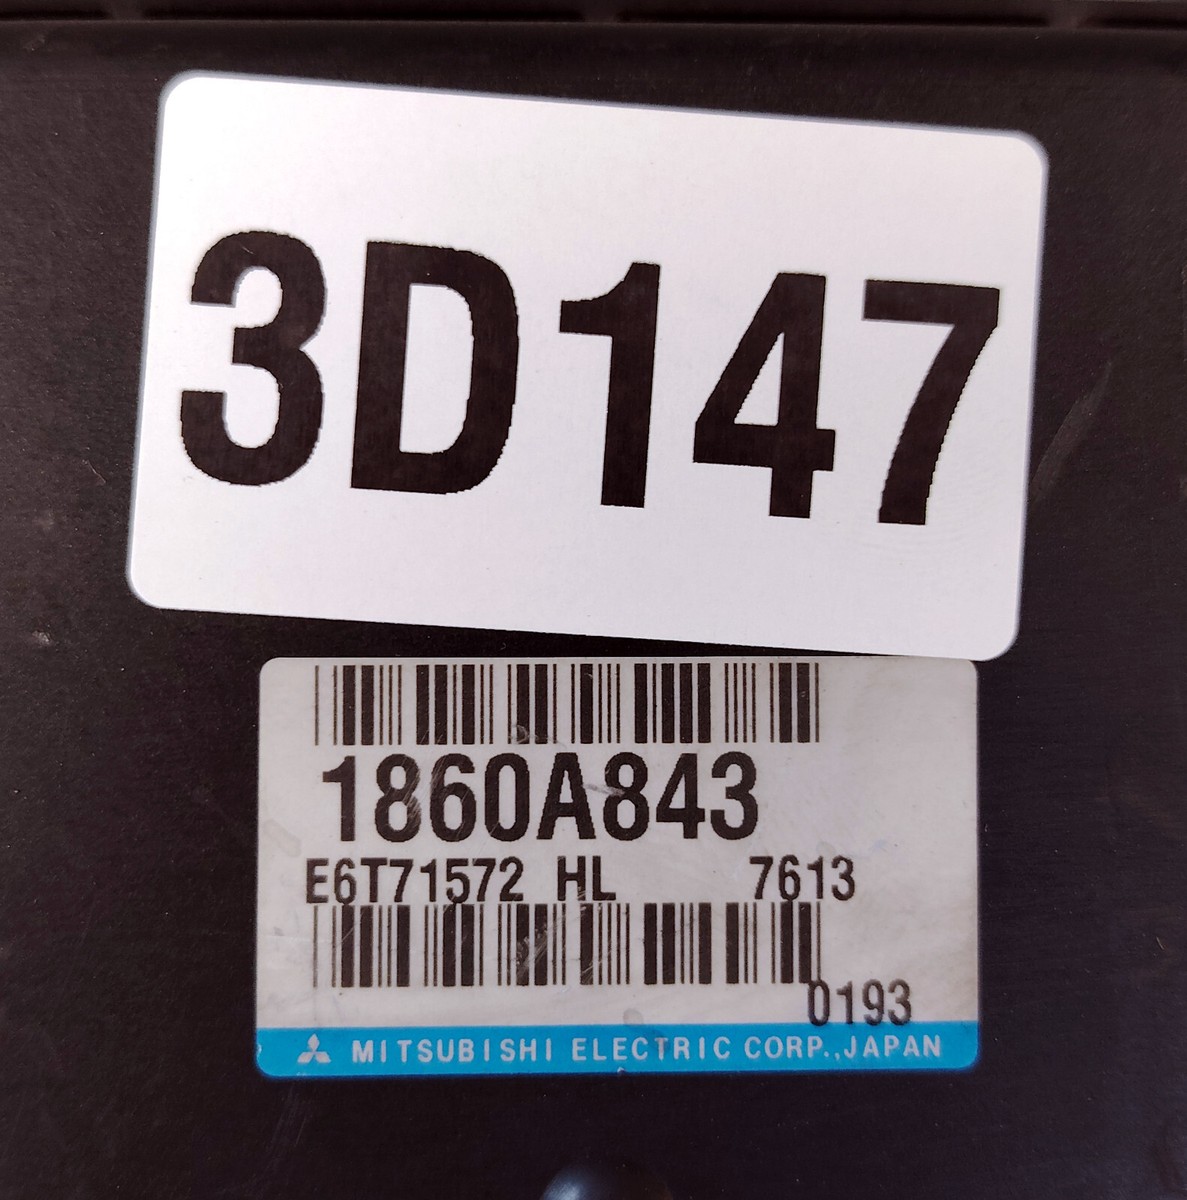 3D147
1860A843
E6T71572 HL 7613
0193
MITSUBISHI ELECTRIC CORP.,JAPAN